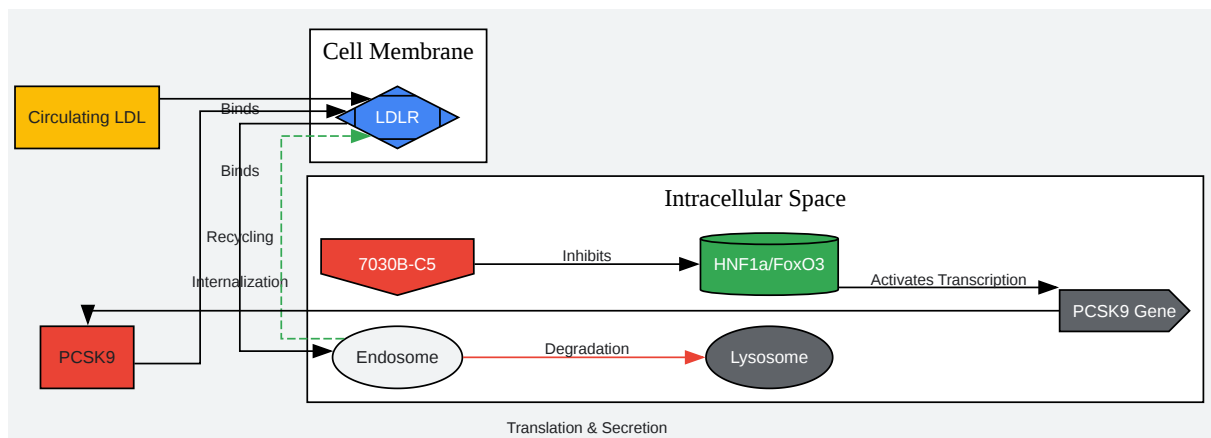 Cell Membrane
Circulating LDL
Binds
LDLR
Binds
Intracellular Space
Recycling
7030B-C5
Inhibits
HNF1a/FoxO3
Internalization
Activates Transcription
PCSK9 Gene
PCSK9
Endosome
Degradation
Lysosome
Translation & Secretion